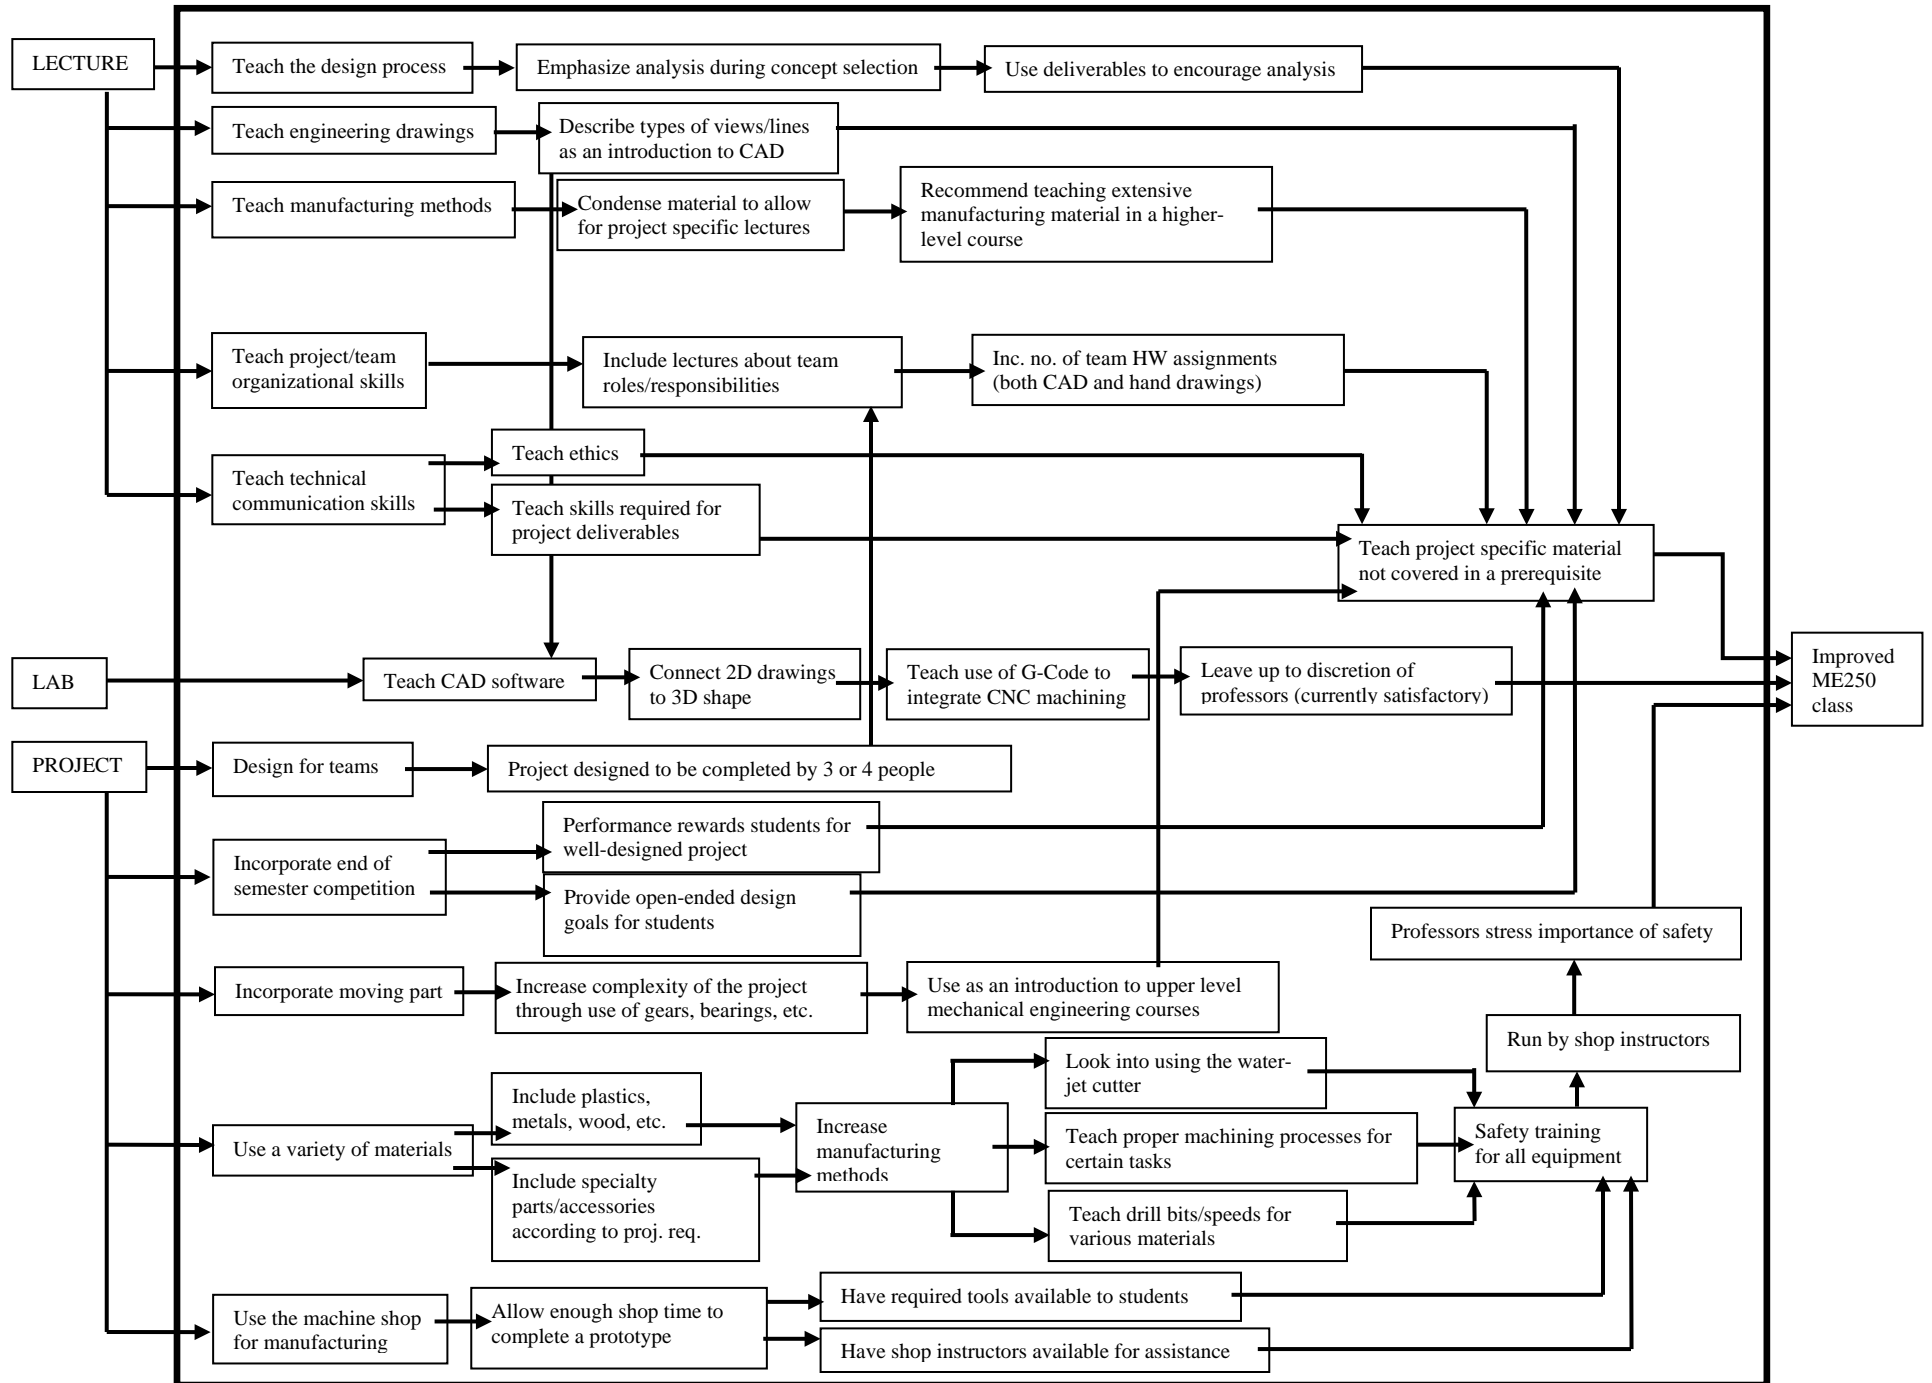 LECTURE
Teach the design process
Emphasize analysis during concept selection
Use deliverables to encourage analysis
Teach engineering drawings
Describe types of views/lines
as an introduction to CAD
Teach manufacturing methods
Condense material to allow
for project specific lectures
Recommend teaching extensive
manufacturing material in a higher-
level course
Teach project/team
organizational skills
Include lectures about team
roles/responsibilities
Inc. no. of team HW assignments
(both CAD and hand drawings)
Teach technical
communication skills
Teach ethics
Teach skills required for
project deliverables
Teach project specific material
not covered in a prerequisite
LAB
Teach CAD software
Connect 2D drawings
to 3D shape
Teach use of G-Code to
integrate CNC machining
Leave up to discretion of
professors (currently satisfactory)
Improved
ME250
class
PROJECT
Design for teams
Project designed to be completed by 3 or 4 people
Incorporate end of
semester competition
Performance rewards students for
well-designed project
Provide open-ended design
goals for students
Professors stress importance of safety
Incorporate moving part
Increase complexity of the project
through use of gears, bearings, etc.
Use as an introduction to upper level
mechanical engineering courses
Run by shop instructors
Use a variety of materials
Include plastics,
metals, wood, etc.
Include specialty
parts/accessories
according to proj. req.
Increase
manufacturing
methods
Look into using the water-
jet cutter
Teach proper machining processes for
certain tasks
Teach drill bits/speeds for
various materials
Safety training
for all equipment
Use the machine shop
for manufacturing
Allow enough shop time to
complete a prototype
Have required tools available to students
Have shop instructors available for assistance